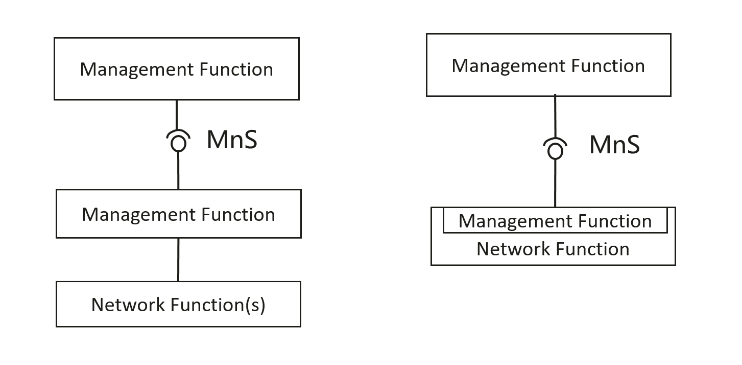 Management Function
MnS
Management Function
Network Function(s)
Management Function
MnS
Management Function
Network Function